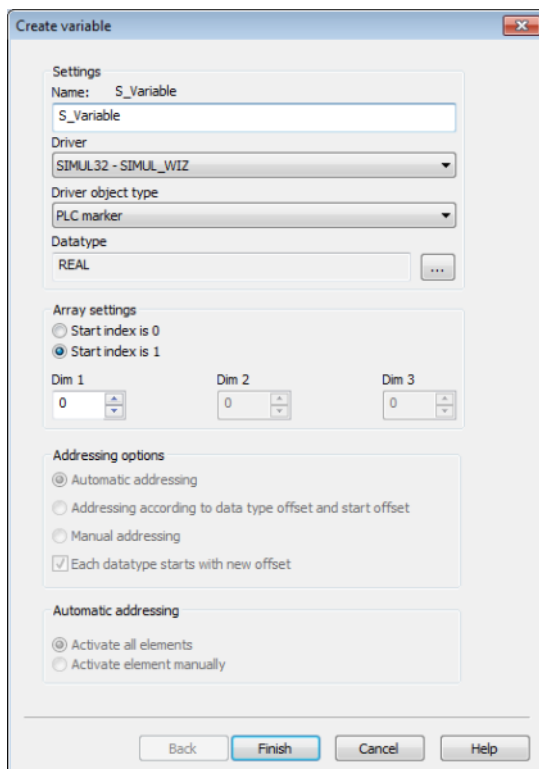 Create variable
Settings
Name: S_Variable
S_Variable
Driver
SIMUL32 - SIMUL_WIZ
Driver object type
PLC marker
Datatype
REAL
...
Array settings
Start index is 0
Start index is 1
Dim 1 Dim 2 Dim 3
0 0 0
Addressing options
Automatic addressing
Addressing according to data type offset and start offset
Manual addressing
Each datatype starts with new offset
Automatic addressing
Activate all elements
Activate element manually
Back Finish Cancel Help